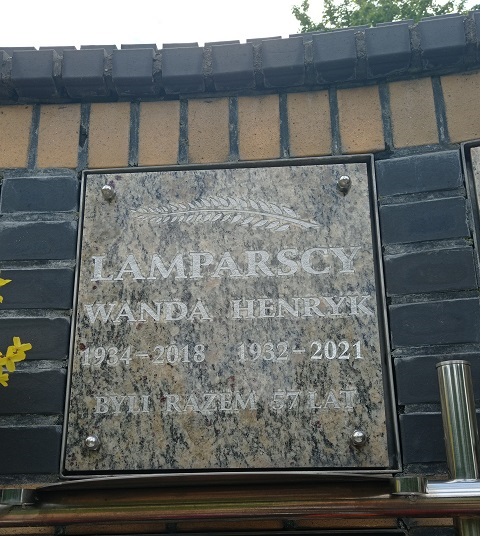 LAMPARSCY
WANDA HENRYK
1934-2018 1932-2021
BYLI RAZEM 57 LAT